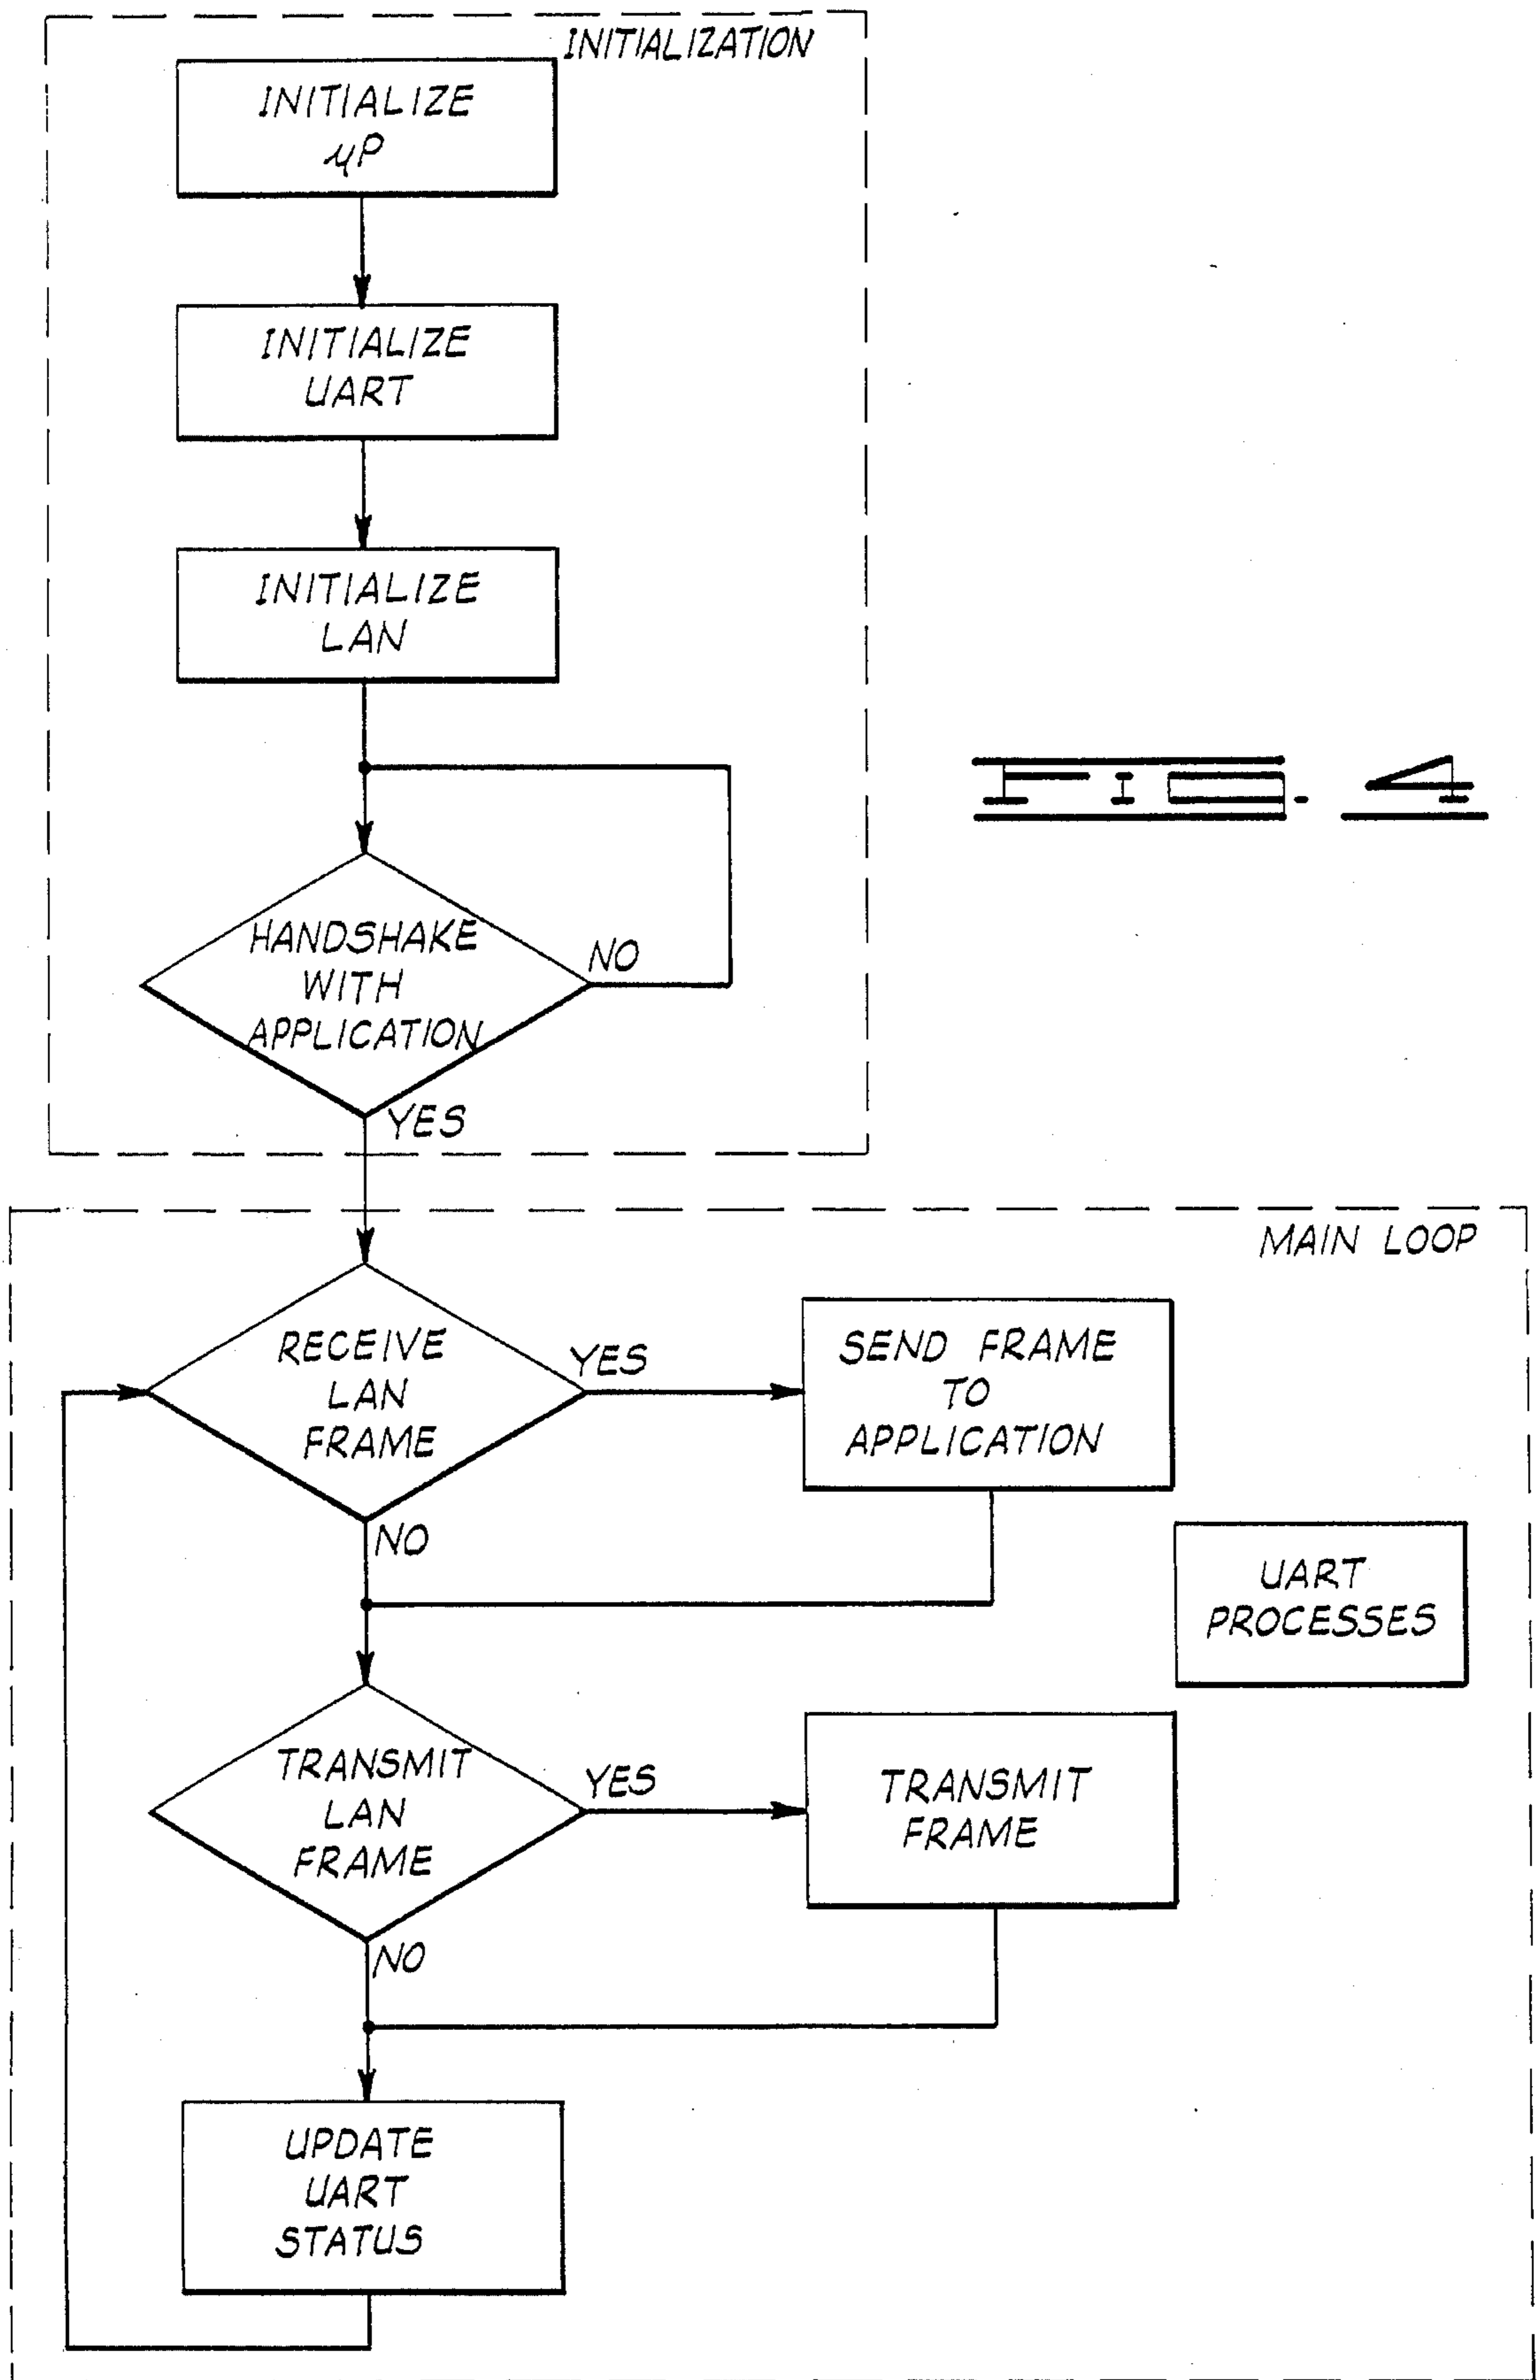 INITIALIZATION
INITIALIZE
µP
INITIALIZE
UART
INITIALIZE
LAN
HANDSHAKE
WITH
APPLICATION
NO
YES
FIG. 4
MAIN LOOP
RECEIVE
LAN
FRAME
YES
NO
SEND FRAME
TO
APPLICATION
UART
PROCESSES
TRANSMIT
LAN
FRAME
YES
NO
TRANSMIT
FRAME
UPDATE
UART
STATUS